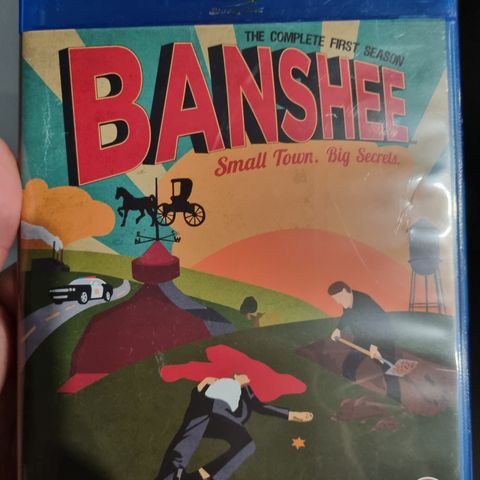 THE COMPLETE FIRST SEASON
BANSHEE
Small Town. Big Secrets.